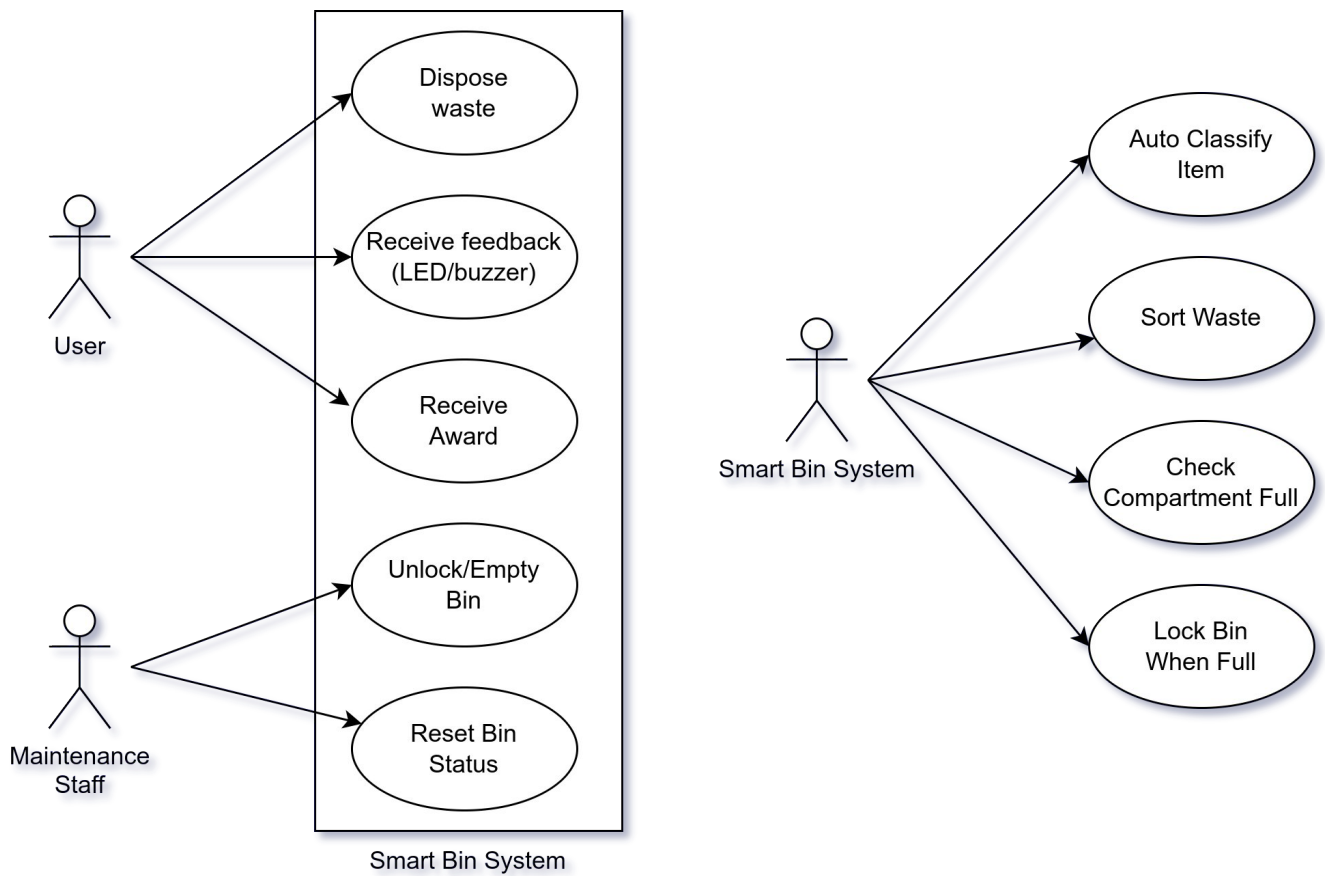 Dispose
waste
Receive feedback
(LED/buzzer)
User
Receive
Award
Unlock/Empty
Bin
Maintenance
Staff
Reset Bin
Status
Smart Bin System
Auto Classify
Item
Sort Waste
Smart Bin System
Check
Compartment Full
Lock Bin
When Full